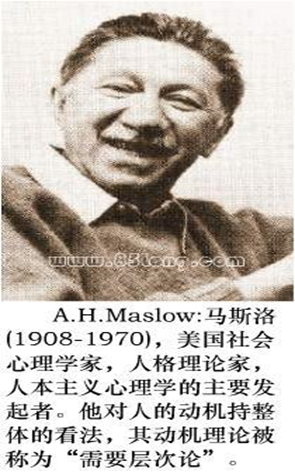 www.85long.com
A.H.Maslow:马斯洛
(1908-1970)，美国社会
心理学家，人格理论家，
人本主义心理学的主要发
起者。他对人的动机持整
体的看法，其动机理论被
称为“需要层次论”。